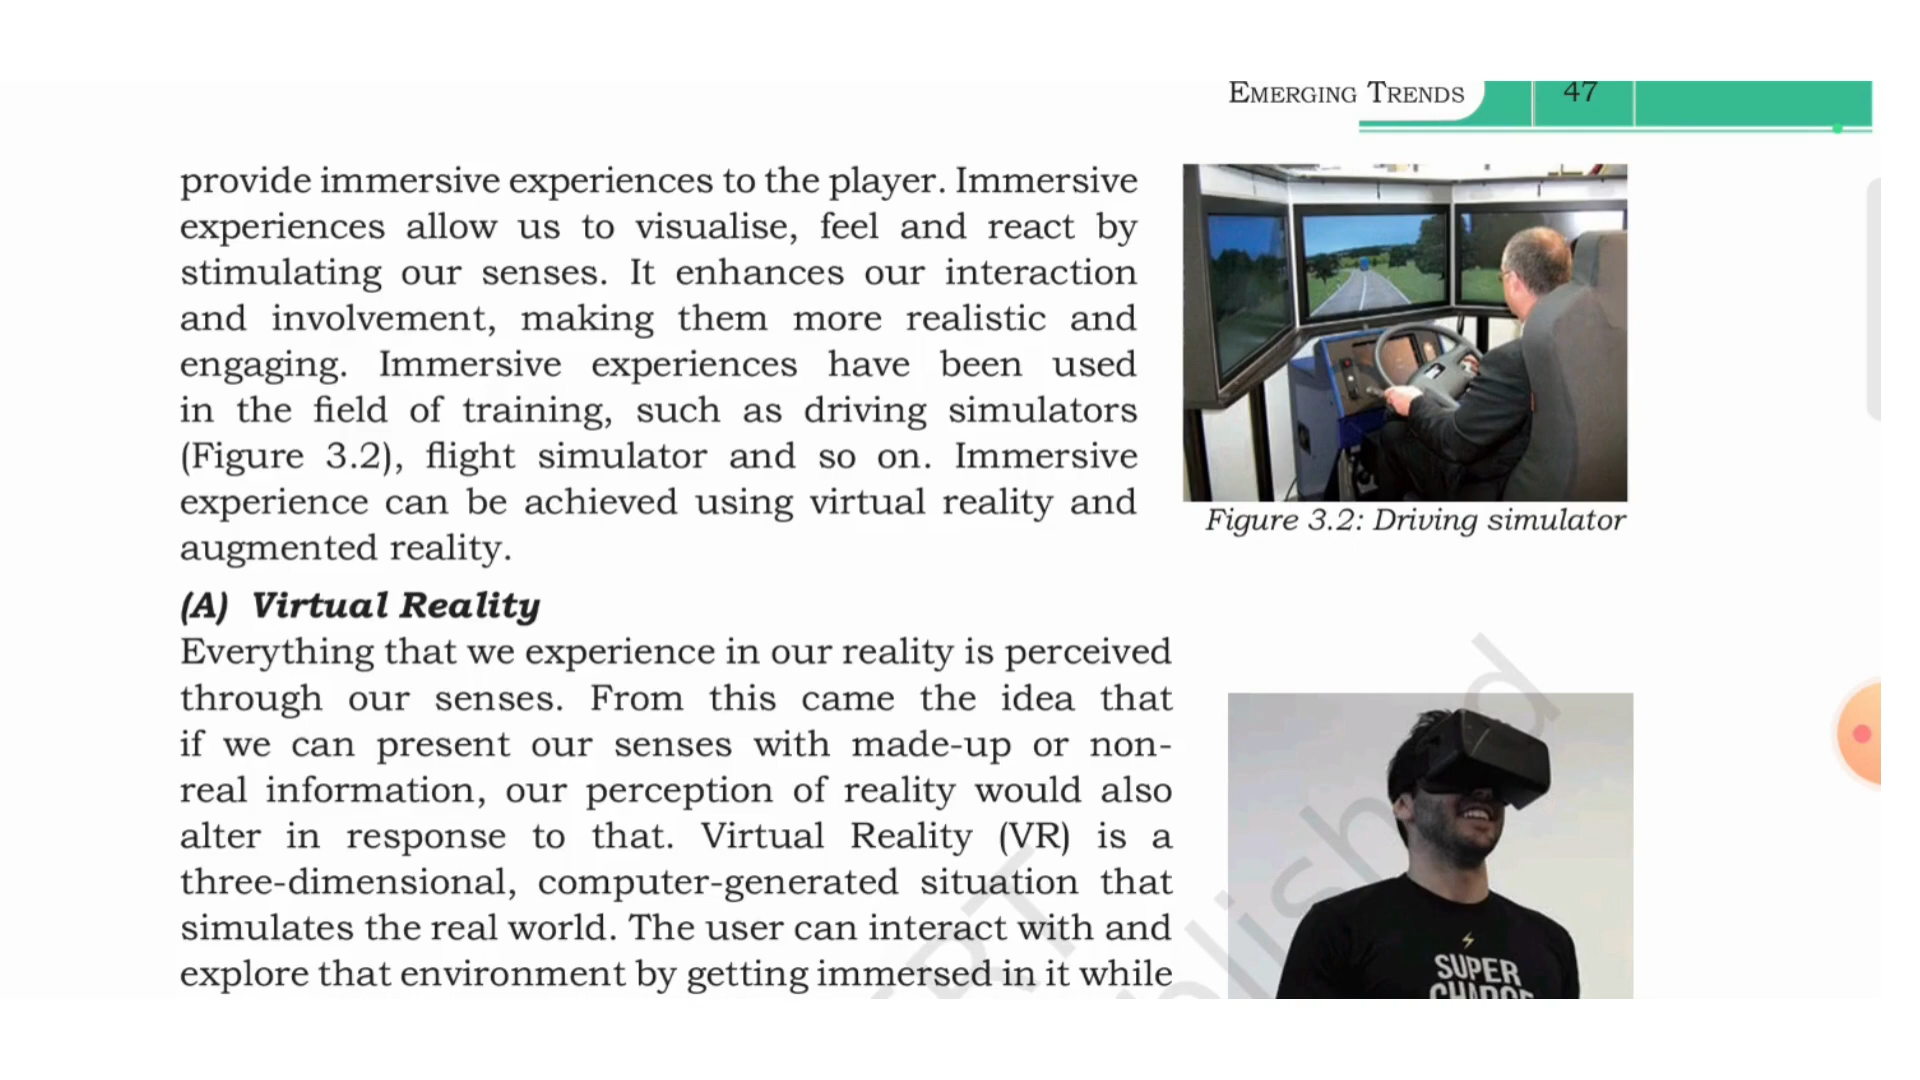 EMERGING TRENDS 47
provide immersive experiences to the player. Immersive
experiences allow us to visualise, feel and react by
stimulating our senses. It enhances our interaction
and involvement, making them more realistic and
engaging. Immersive experiences have been used
in the field of training, such as driving simulators
(Figure 3.2), flight simulator and so on. Immersive
experience can be achieved using virtual reality and
augmented reality.
Figure 3.2: Driving simulator
(A) Virtual Reality
Everything that we experience in our reality is perceived
through our senses. From this came the idea that
if we can present our senses with made-up or non-
real information, our perception of reality would also
alter in response to that. Virtual Reality (VR) is a
three-dimensional, computer-generated situation that
simulates the real world. The user can interact with and
explore that environment by getting immersed in it while
SUPER